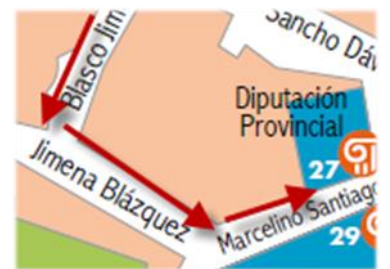 Sancho Dáv
Blasco Jim
Diputación
Provincial
27
Jimena Blázquez
Marcelino Santiago
29